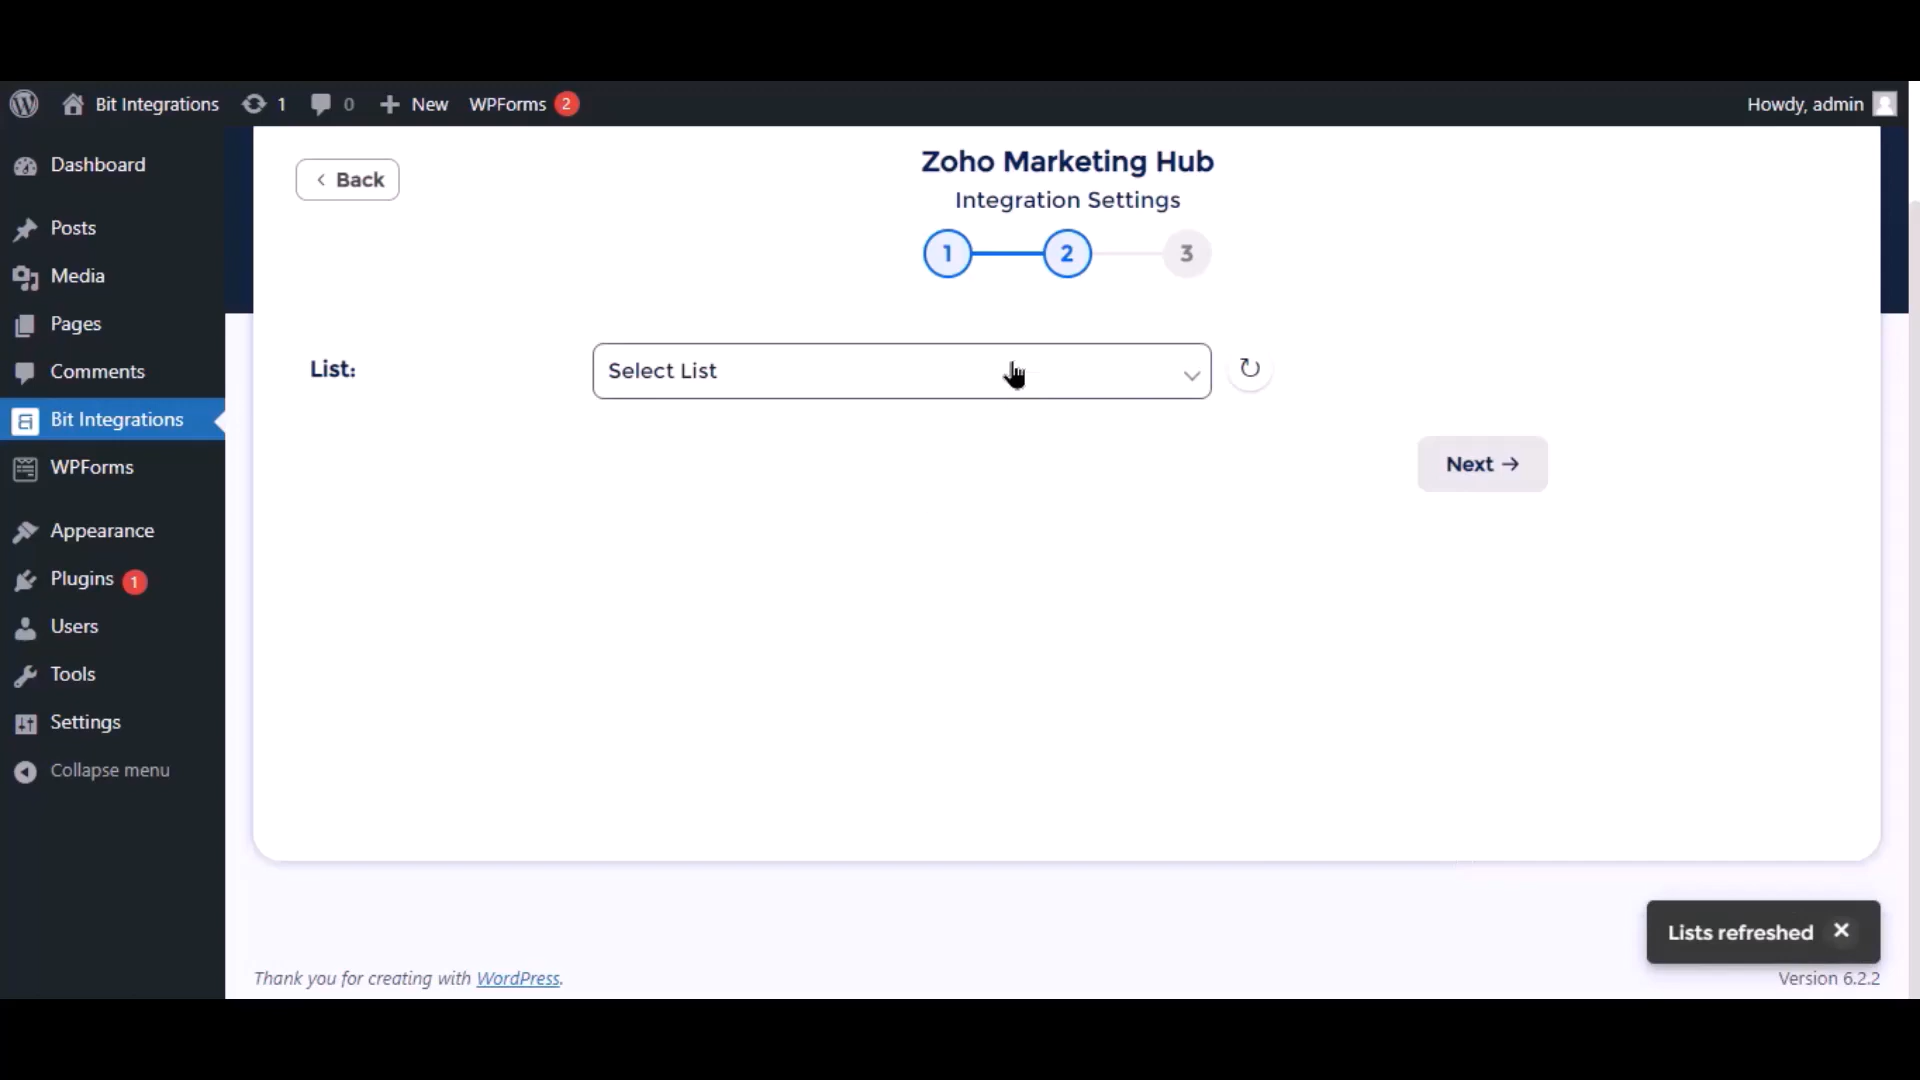 Bit Integrations 1 0 New WPForms 2 Howdy, admin
Dashboard
Posts
Media
Pages
Comments
Bit Integrations
WPForms
Appearance
Plugins 1
Users
Tools
Settings
Collapse menu
Back
Zoho Marketing Hub
Integration Settings
1 2 3
List: Select List
Next
Lists refreshed
Thank you for creating with WordPress.
Version 6.2.2